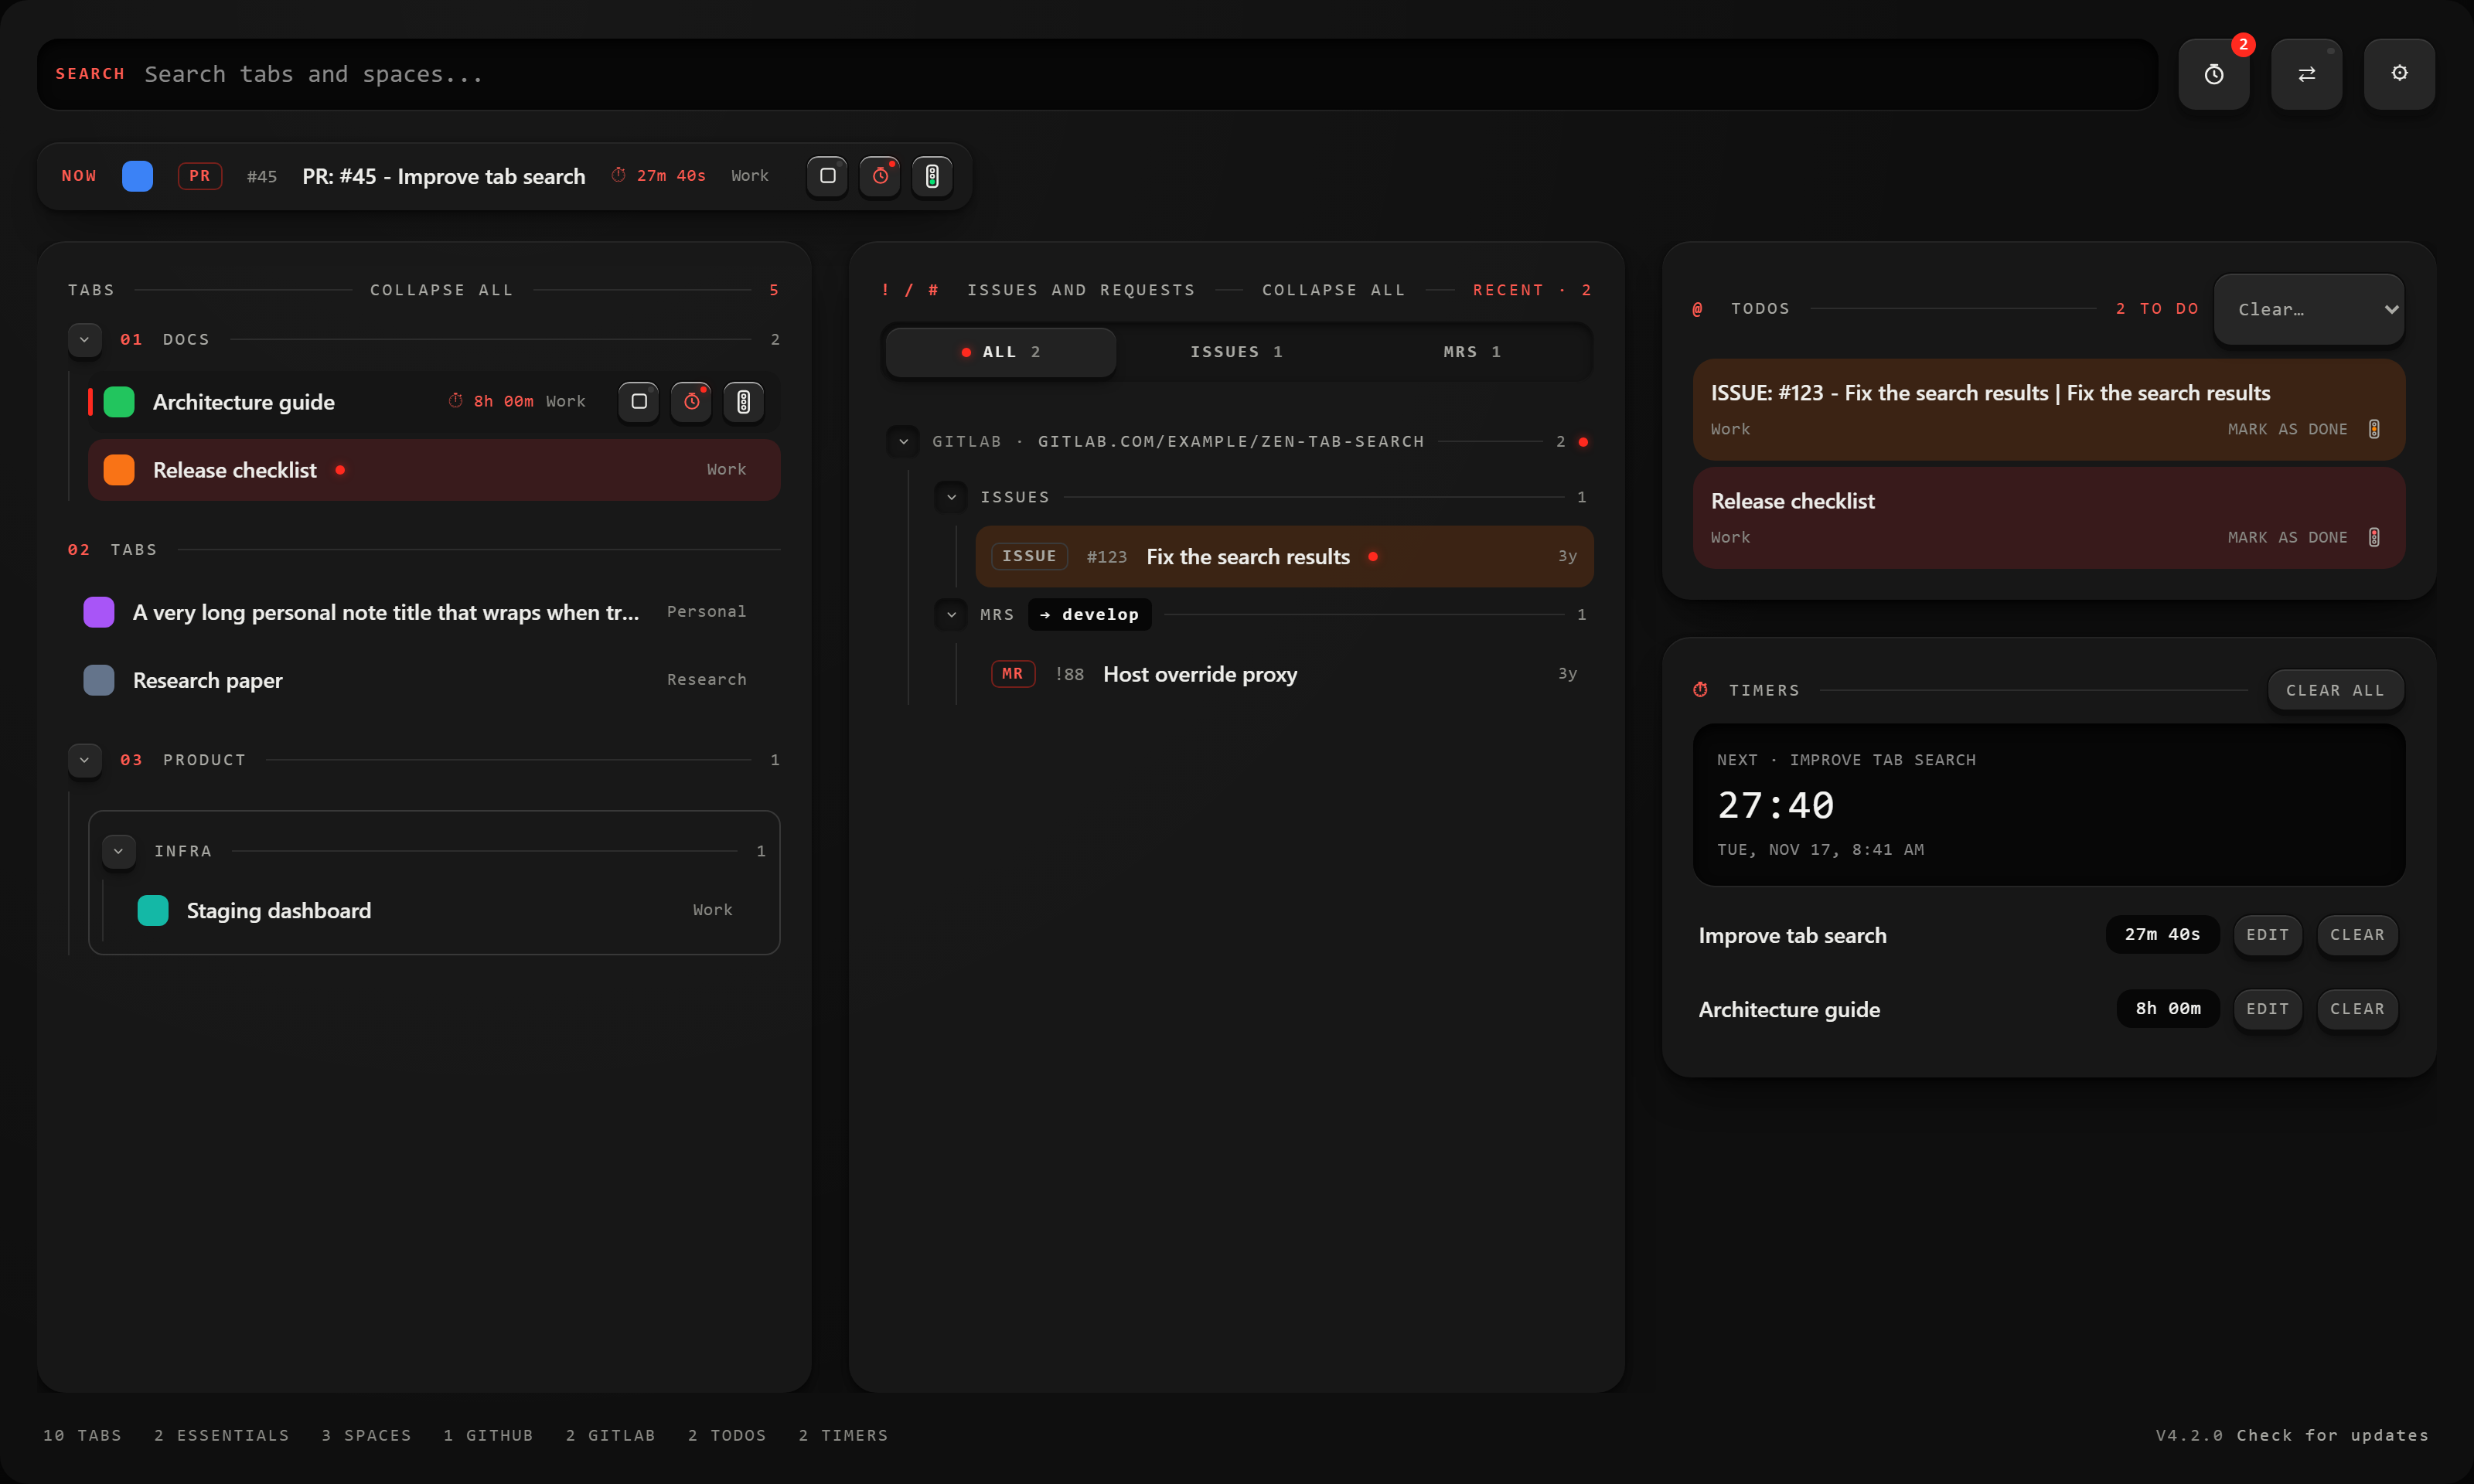 SEARCH Search tabs and spaces...
2
NOW PR #45 PR: #45 - Improve tab search 27m 40s Work
TABS COLLAPSE ALL 5
01 DOCS 2
Architecture guide 8h 00m Work
Release checklist Work
02 TABS
A very long personal note title that wraps when tr... Personal
Research paper Research
03 PRODUCT 1
INFRA 1
Staging dashboard Work
! / # ISSUES AND REQUESTS COLLAPSE ALL RECENT · 2
ALL 2 ISSUES 1 MRS 1
GITLAB · GITLAB.COM/EXAMPLE/ZEN-TAB-SEARCH 2
ISSUES 1
ISSUE #123 Fix the search results 3y
MRS → develop 1
MR !88 Host override proxy 3y
@ TODOS 2 TO DO Clear…
ISSUE: #123 - Fix the search results | Fix the search results
Work MARK AS DONE
Release checklist
Work MARK AS DONE
TIMERS CLEAR ALL
NEXT · IMPROVE TAB SEARCH
27:40
TUE, NOV 17, 8:41 AM
Improve tab search 27m 40s EDIT CLEAR
Architecture guide 8h 00m EDIT CLEAR
10 TABS 2 ESSENTIALS 3 SPACES 1 GITHUB 2 GITLAB 2 TODOS 2 TIMERS
V4.2.0 Check for updates